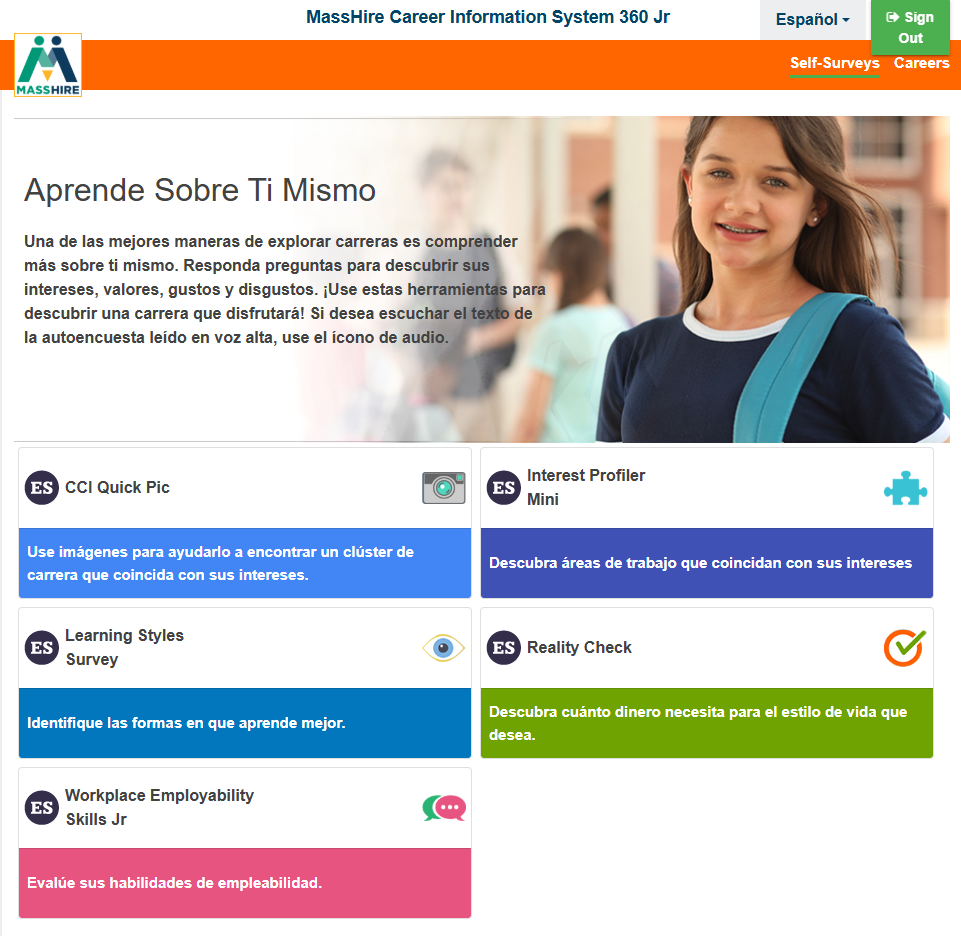 MassHire Career Information System 360 Jr
Español
Sign
Out
MASSHIRE
Self-Surveys
Careers
Aprende Sobre Ti Mismo
Una de las mejores maneras de explorar carreras es comprender
más sobre ti mismo. Responda preguntas para descubrir sus
intereses, valores, gustos y disgustos. ¡Use estas herramientas para
descubrir una carrera que disfrutará! Si desea escuchar el texto de
la autoencuesta leído en voz alta, use el ícono de audio.
ES CCI Quick Pic
Use imágenes para ayudarlo a encontrar un clúster de
carrera que coincida con sus intereses.
ES Interest Profiler
Mini
Descubra áreas de trabajo que coincidan con sus intereses
ES Learning Styles
Survey
Identifique las formas en que aprende mejor.
ES Reality Check
Descubra cuánto dinero necesita para el estilo de vida que
desea.
ES Workplace Employability
Skills Jr
Evalúe sus habilidades de empleabilidad.